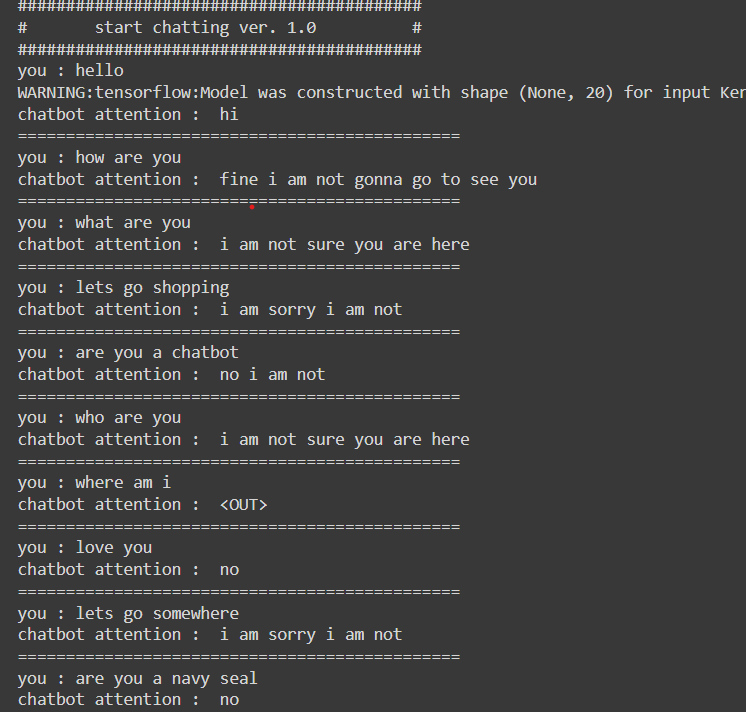 ##########################################
#       start chatting ver. 1.0          #
##########################################
you : hello
WARNING:tensorflow:Model was constructed with shape (None, 20) for input Ker
chatbot attention :  hi
==============================================
you : how are you
chatbot attention :  fine i am not gonna go to see you
==============================================
you : what are you
chatbot attention :  i am not sure you are here
==============================================
you : lets go shopping
chatbot attention :  i am sorry i am not
==============================================
you : are you a chatbot
chatbot attention :  no i am not
==============================================
you : who are you
chatbot attention :  i am not sure you are here
==============================================
you : where am i
chatbot attention :  <OUT>
==============================================
you : love you
chatbot attention :  no
==============================================
you : lets go somewhere
chatbot attention :  i am sorry i am not
==============================================
you : are you a navy seal
chatbot attention :  no